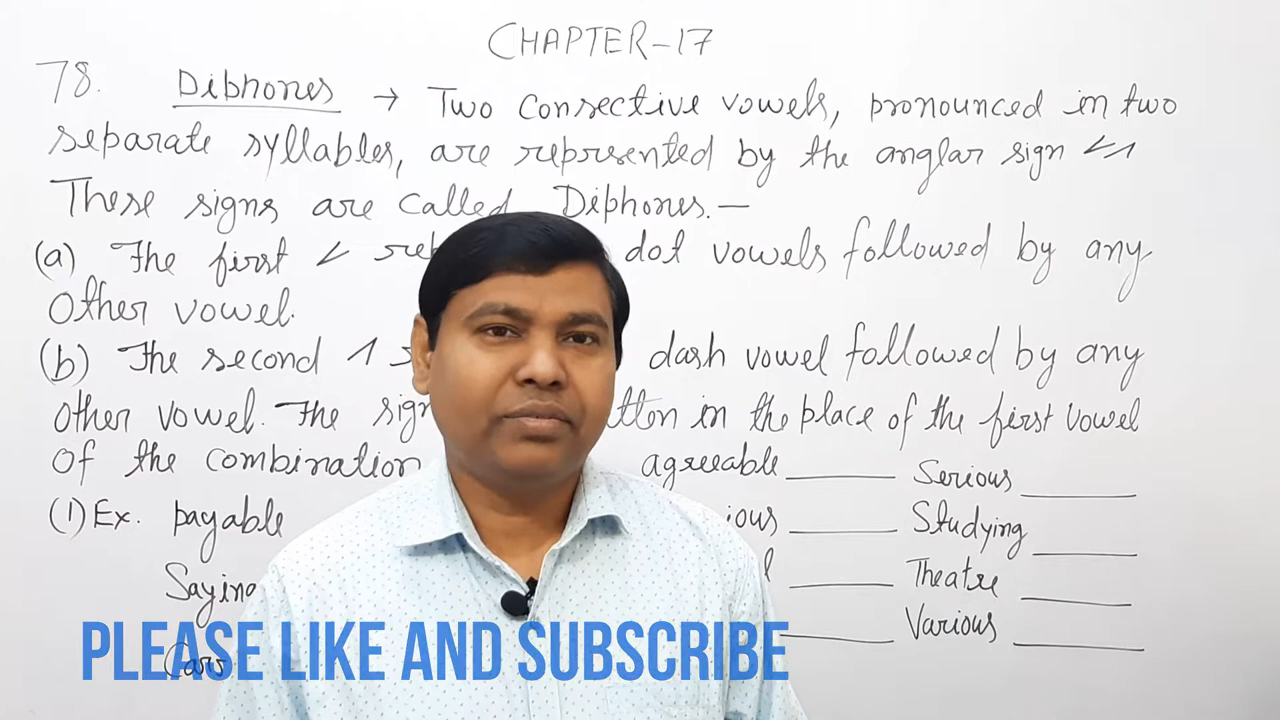 CHAPTER-17
78. Diphones → Two consective vowels, pronounced in two
separate syllables, are represented by the anglar sign
These signs are called Diphones. —
(a) The first dot vowels followed by any
other vowel.
(b) The second dash vowel followed by any
other vowel. The in the place of the first vowel
of the combination agreeable Serious
(1) Ex. payable Studying
Saying Theatre
Various
PLEASE LIKE AND SUBSCRIBE